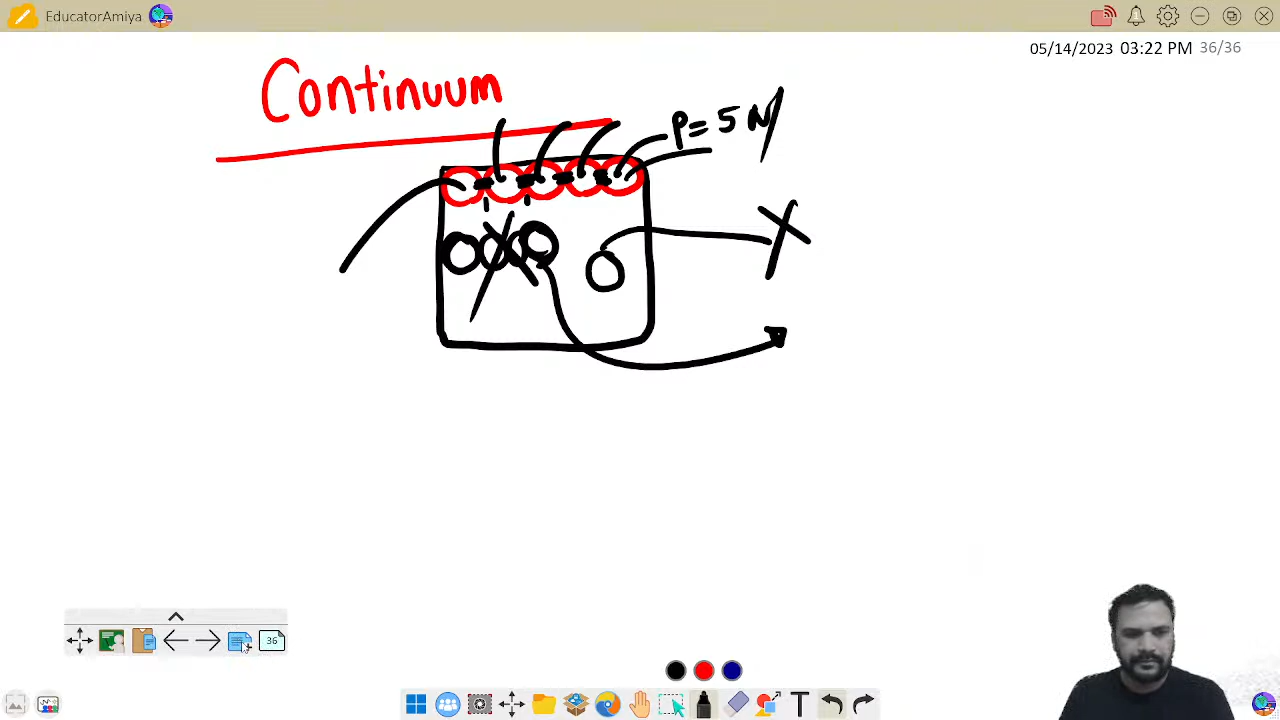 EducatorAmiya
05/14/2023 03:22 PM 36/36
Continuum
P = 5 N/
36